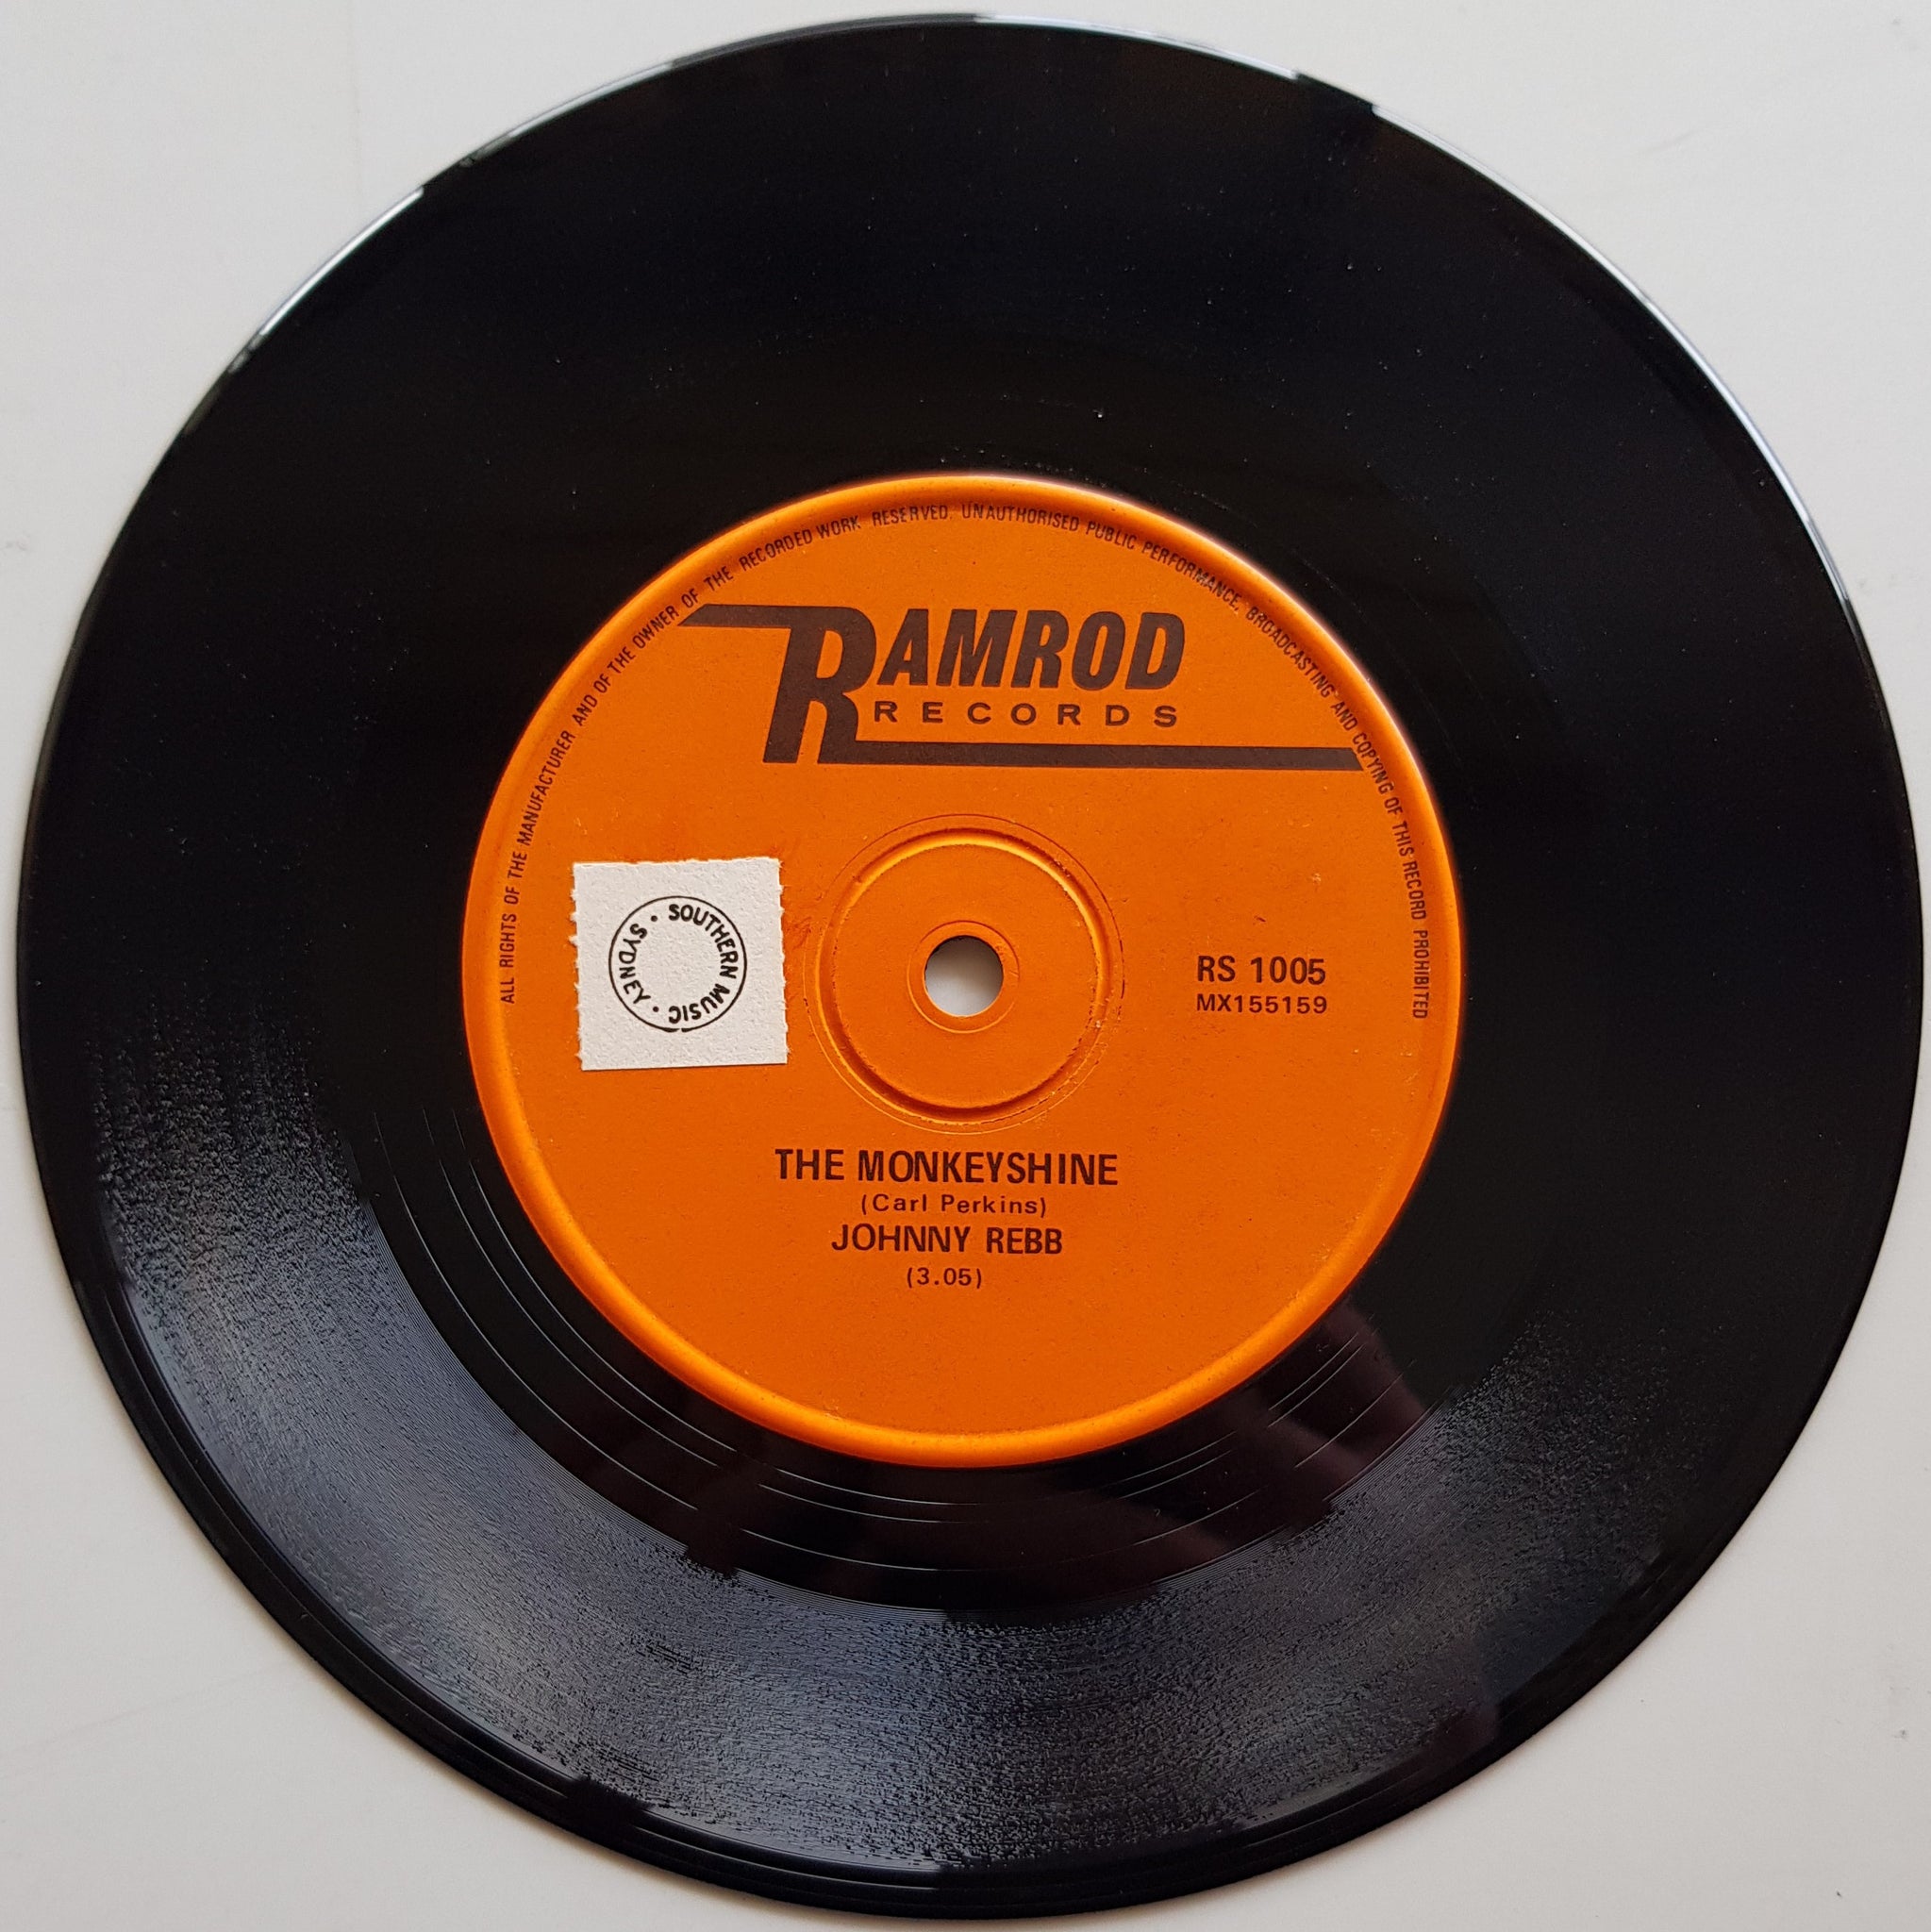 ALL RIGHTS OF THE MANUFACTURER AND OF THE OWNER OF THE RECORDED WORK RESERVED. UNAUTHORISED PUBLIC PERFORMANCE, BROADCASTING AND COPYING OF THIS RECORD PROHIBITED
RAMROD
RECORDS
SOUTHERN MUSIC • SYDNEY •
RS 1005
MX155159
THE MONKEYSHINE
(Carl Perkins)
JOHNNY REBB
(3.05)